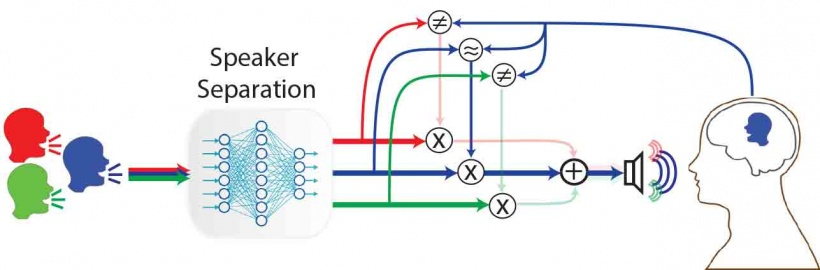 Speaker
Separation
≠
≈
≠
X
X
+
X